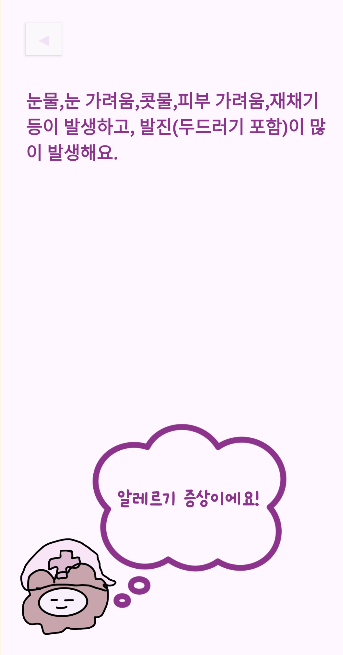 눈물,눈 가려움,콧물,피부 가려움,재채기
등이 발생하고, 발진(두드러기 포함)이 많
이 발생해요.
알레르기 증상이에요!